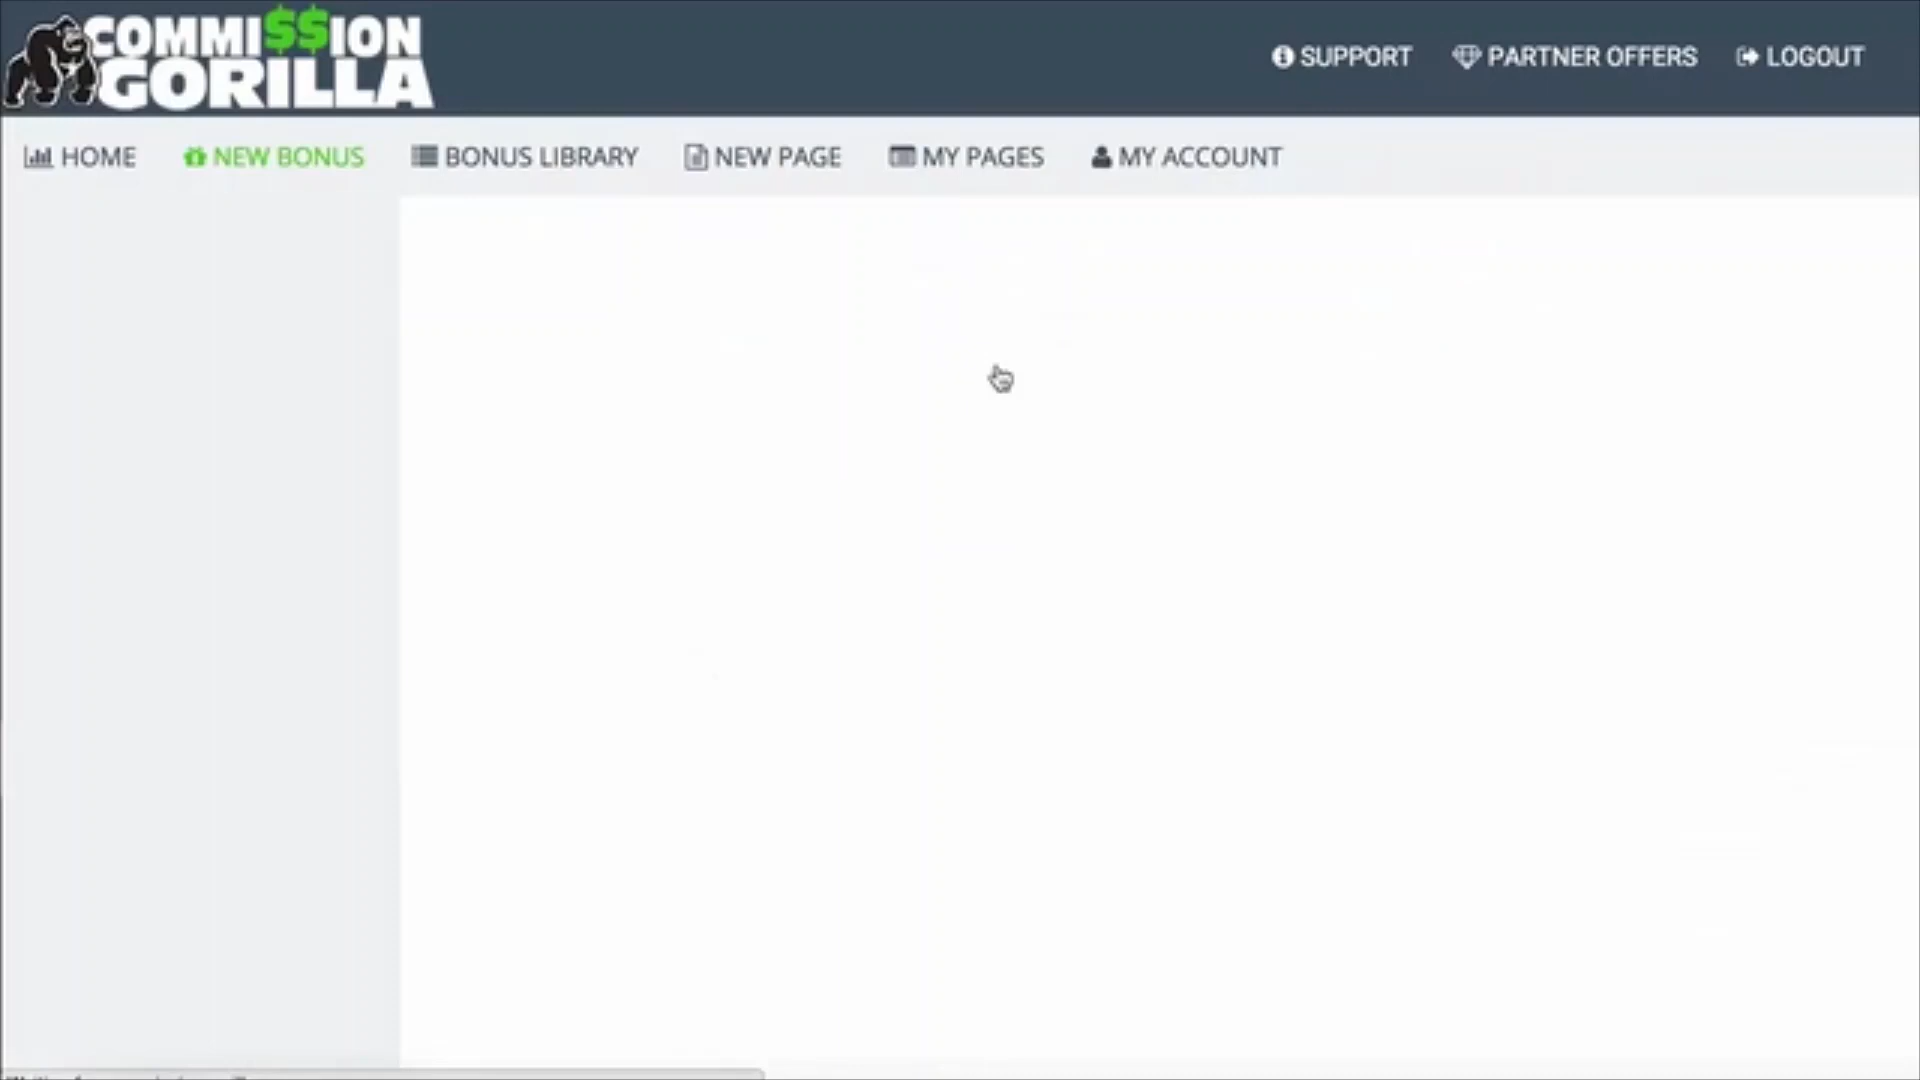 COMMI$$ION
GORILLA
SUPPORT
PARTNER OFFERS
LOGOUT
HOME
NEW BONUS
BONUS LIBRARY
NEW PAGE
MY PAGES
MY ACCOUNT